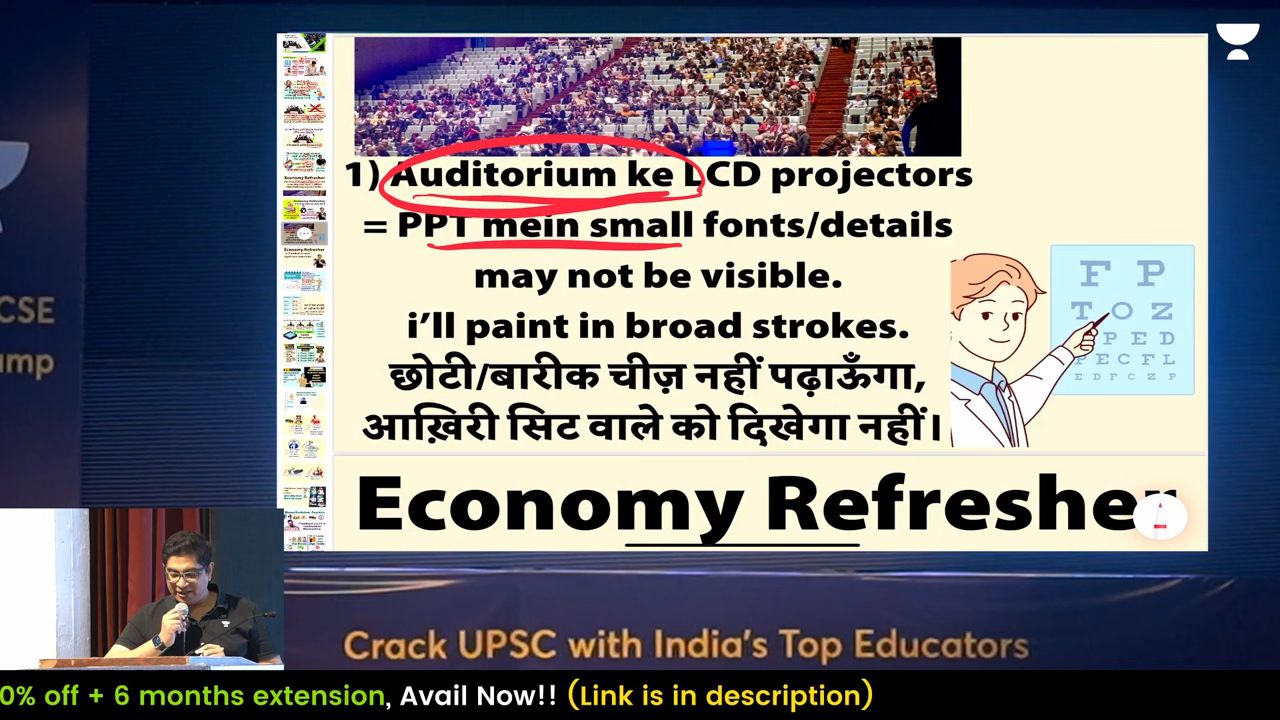 1) Auditorium ke LCD projectors
= PPT mein small fonts/details
may not be visible.
i’ll paint in broad strokes.
छोटी/बारीक चीज़ नहीं पढ़ाऊँगा,
आख़िरी सिट वाले को दिखेगा नहीं।
F P
T O Z
P E D
E C F L
E D F C Z P
Economy Refresher
CSE
Crack UPSC with India's Top Educators
0% off + 6 months extension, Avail Now!! (Link is in description)